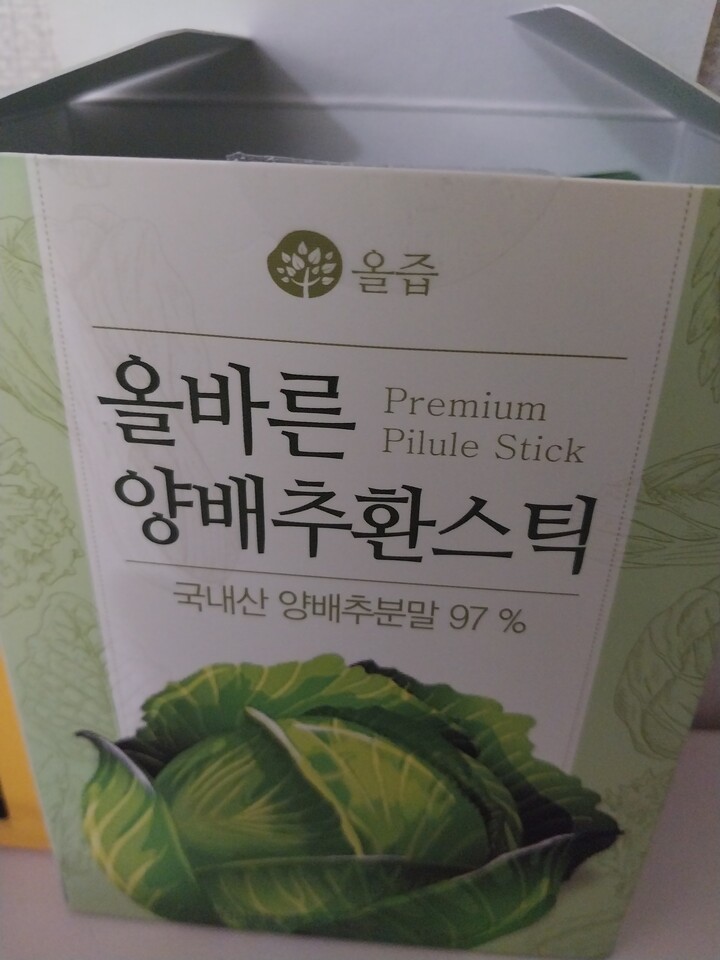 올즙
올바른
Premium
Pilule Stick
양배추환스틱
국내산 양배추분말 97 %